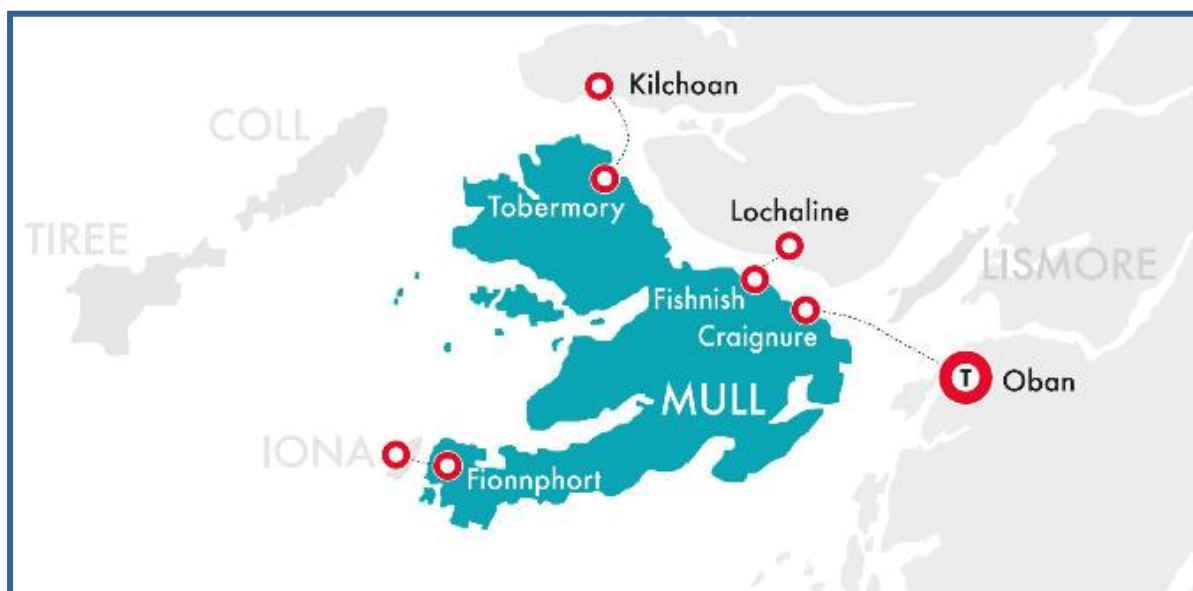 Kilchoan
COLL
Tobermory
Lochaline
TIREE
LISMORE
Fishnish
Craignure
T Oban
MULL
IONA
Fionnphort